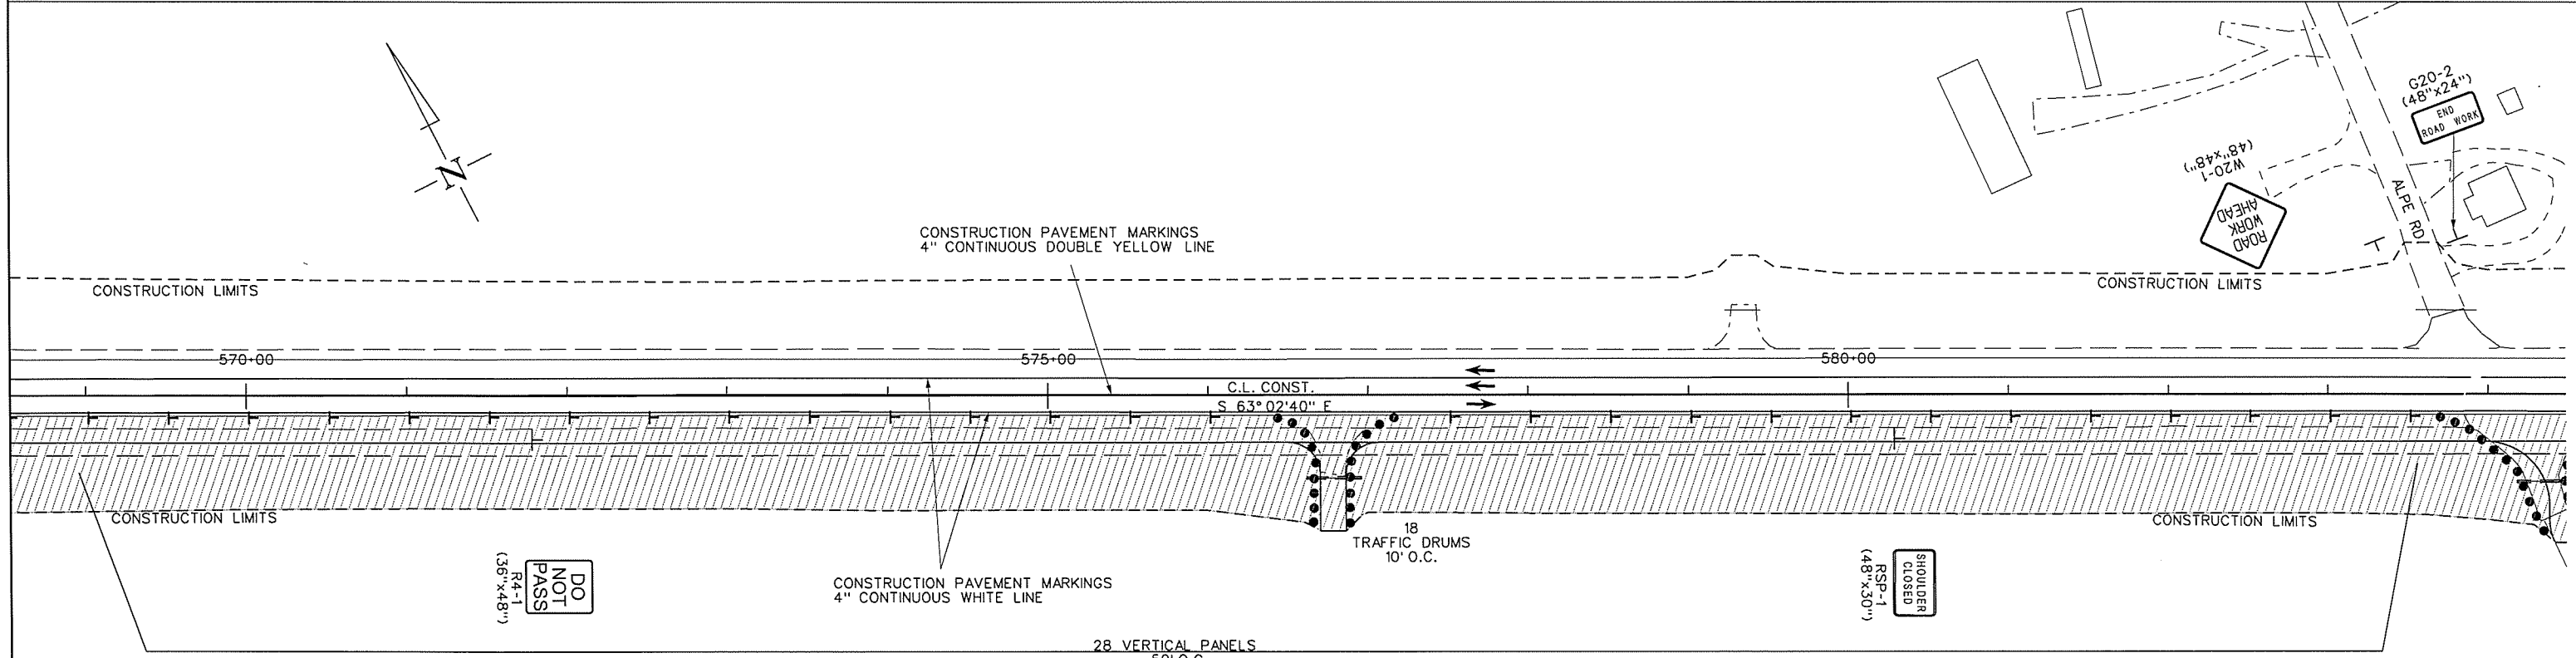 G20-2
(48"x24")
END
ROAD WORK
W20-1
(48"x48")
ROAD
WORK
AHEAD
ALPE RD
N
CONSTRUCTION PAVEMENT MARKINGS
4" CONTINUOUS DOUBLE YELLOW LINE
CONSTRUCTION LIMITS
CONSTRUCTION LIMITS
570+00
575+00
580+00
C.L. CONST.
S 63° 02'40" E
CONSTRUCTION LIMITS
CONSTRUCTION LIMITS
18
TRAFFIC DRUMS
10' O.C.
DO
NOT
PASS
R4-1
(36"x48")
CONSTRUCTION PAVEMENT MARKINGS
4" CONTINUOUS WHITE LINE
SHOULDER
CLOSED
RSP-1
(48"x30")
28 VERTICAL PANELS